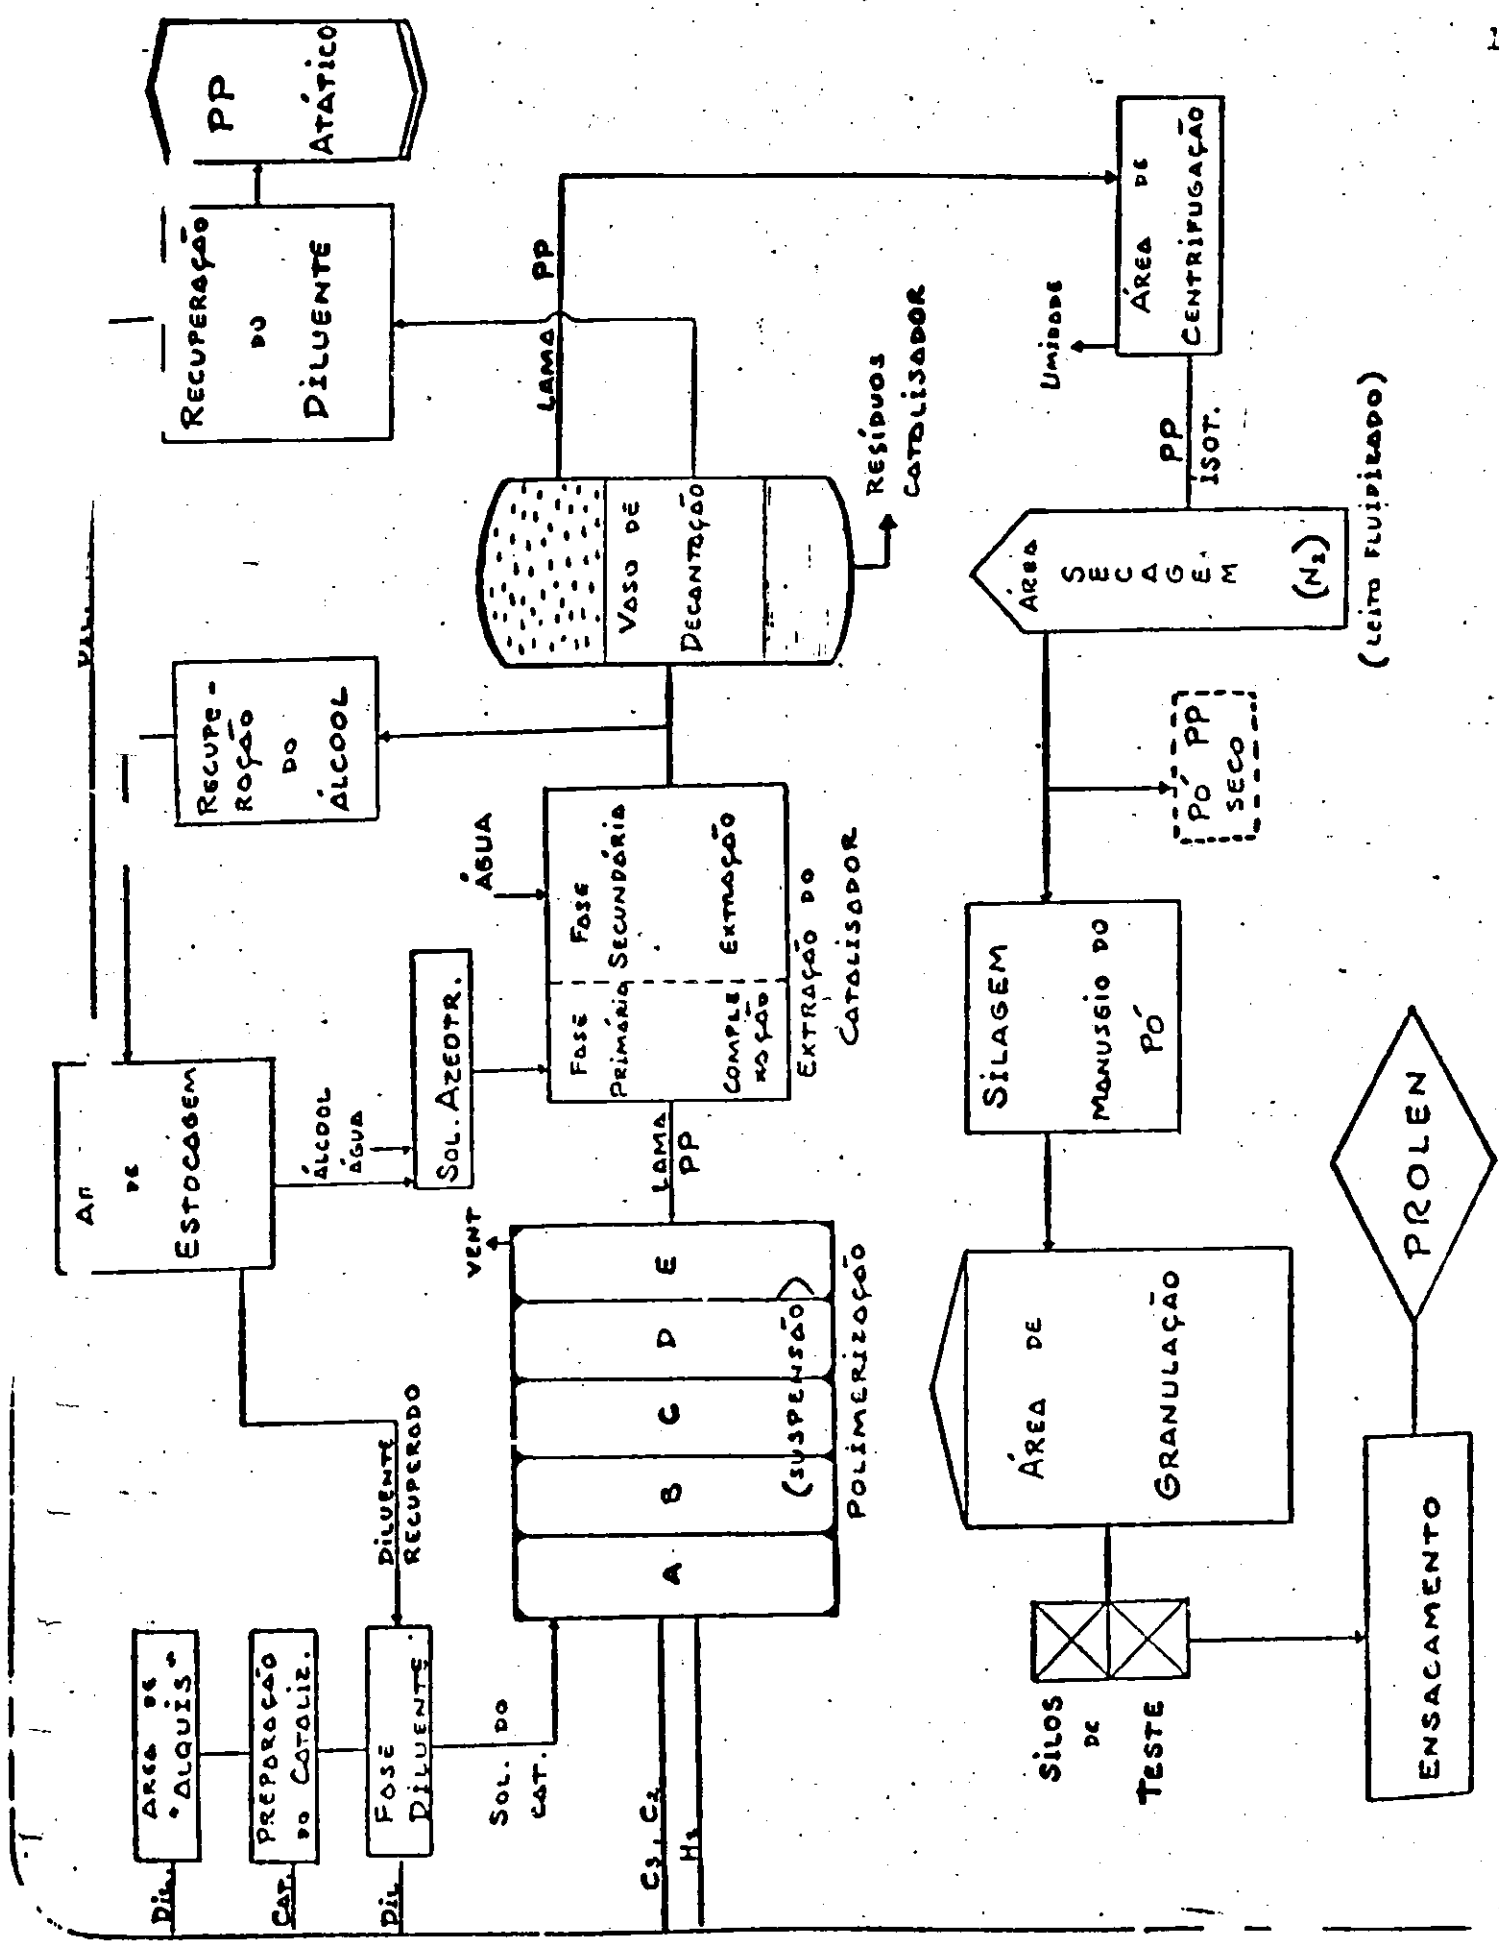 DIL.
ÁREA DE
"ALQUIS"
CAT.
PREPARAÇÃO
DO CATALIZ.
DIL
FASE
DILUENTE
SOL. DO
CAT.
DILUENTE
RECUPERADO
DE
ESTOCAGEM
ÁLCOOL
ÁGUA
SOL. AZEOTR.
RECUPE-
RAÇÃO
DO
ÁLCOOL
RECUPERAÇÃO
DO
DILUENTE
PP
ATÁTICO
C3, C2
H2
A
B
C
D
E
(SUSPENSÃO)
POLIMERIZAÇÃO
VENT
LAMA
PP
FASE
PRIMÁRIA
COMPLE
XAÇÃO
FASE
SECUNDÁRIA
EXTRAÇÃO
EXTRAÇÃO DO
CATALISADOR
ÁGUA
VASO DE
DECANTAÇÃO
RESÍDUOS
CATALISADOR
LAMA PP
ÁREA DE
CENTRIFUGAÇÃO
UMIDADE
PP
ISOT.
ÁREA
SECAGEM
(N2)
(LEITO FLUIDIZADO)
PÓ PP
SECO
SILAGEM
MANUSEIO DO
PÓ
ÁREA DE
GRANULAÇÃO
SILOS
DE
TESTE
ENSACAMENTO
PROLEN